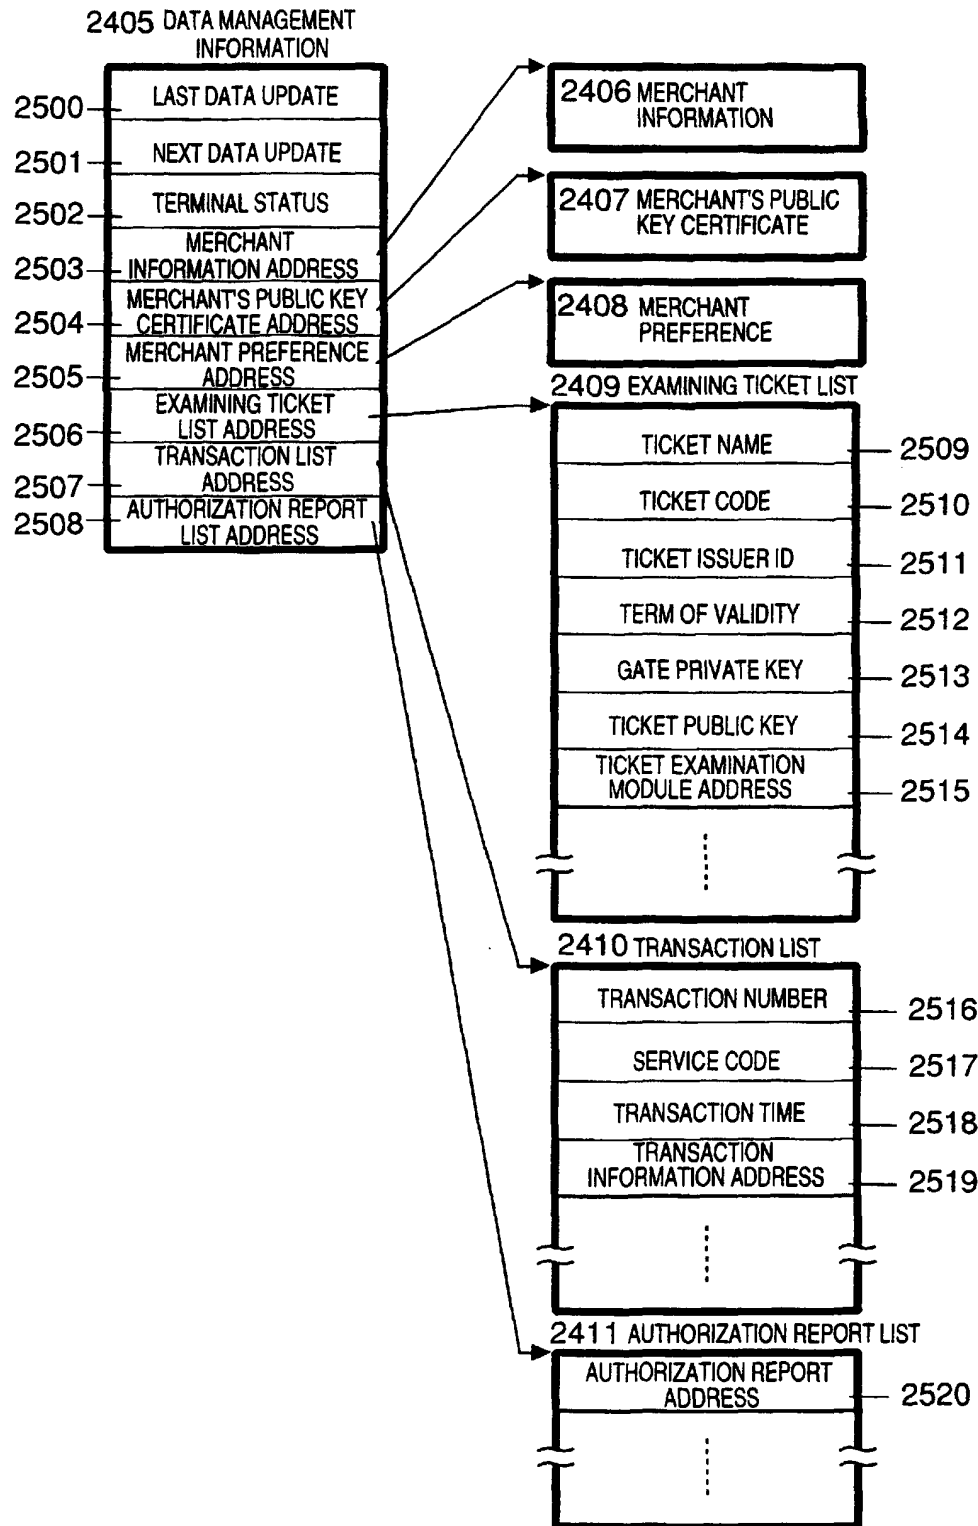 2405 DATA MANAGEMENT
INFORMATION
2500 LAST DATA UPDATE
2501 NEXT DATA UPDATE
2502 TERMINAL STATUS
MERCHANT
2503 INFORMATION ADDRESS
MERCHANT'S PUBLIC KEY
2504 CERTIFICATE ADDRESS
MERCHANT PREFERENCE
2505 ADDRESS
EXAMINING TICKET
2506 LIST ADDRESS
TRANSACTION LIST
2507 ADDRESS
2508 AUTHORIZATION REPORT
LIST ADDRESS
2406 MERCHANT
INFORMATION
2407 MERCHANT'S PUBLIC
KEY CERTIFICATE
2408 MERCHANT
PREFERENCE
2409 EXAMINING TICKET LIST
TICKET NAME 2509
TICKET CODE 2510
TICKET ISSUER ID 2511
TERM OF VALIDITY 2512
GATE PRIVATE KEY 2513
TICKET PUBLIC KEY 2514
TICKET EXAMINATION
MODULE ADDRESS 2515
2410 TRANSACTION LIST
TRANSACTION NUMBER 2516
SERVICE CODE 2517
TRANSACTION TIME 2518
TRANSACTION
INFORMATION ADDRESS 2519
2411 AUTHORIZATION REPORT LIST
AUTHORIZATION REPORT
ADDRESS 2520